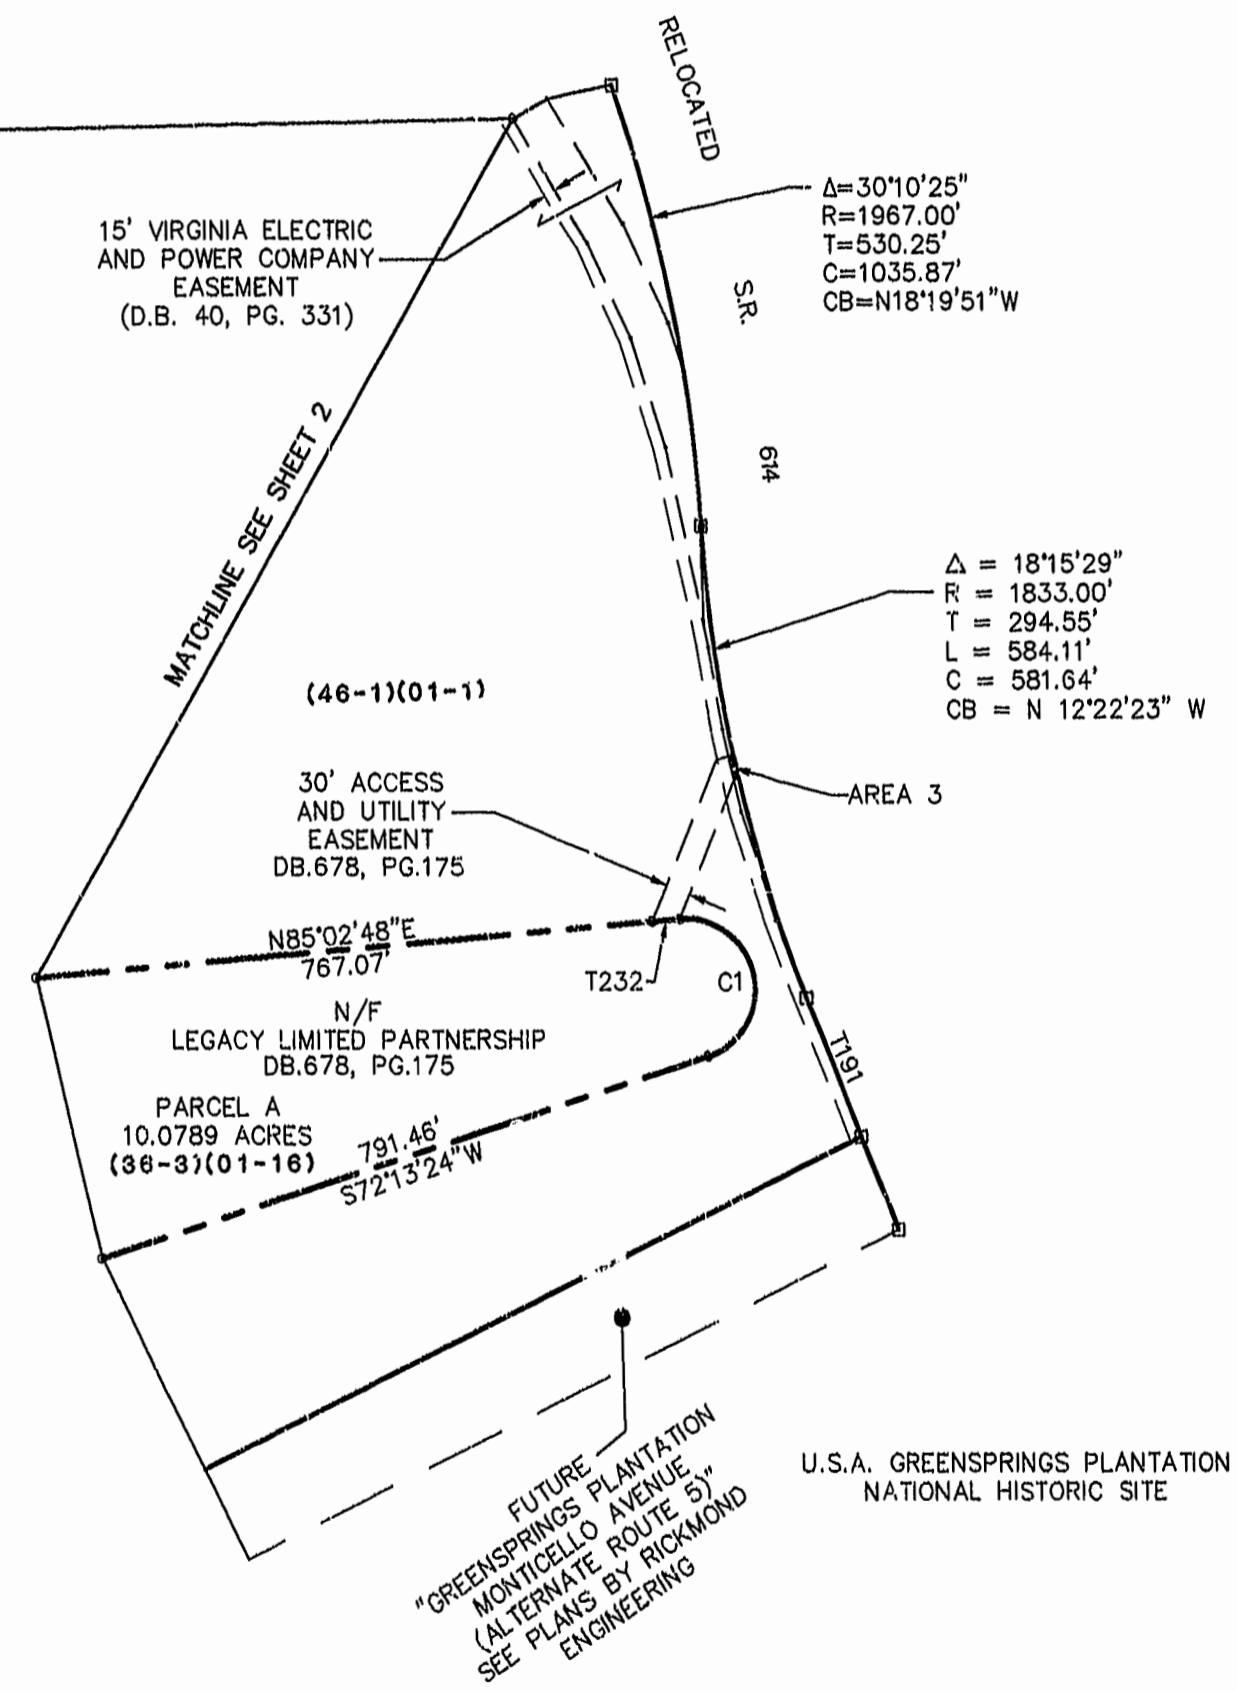 RELOCATED
Δ=30°10'25"
R=1967.00'
T=530.25'
C=1035.87'
CB=N18°19'51"W
15' VIRGINIA ELECTRIC
AND POWER COMPANY
EASEMENT
(D.B. 40, PG. 331)
S.R.
614
MATCHLINE SEE SHEET 2
Δ = 18°15'29"
R = 1833.00'
T = 294.55'
L = 584.11'
C = 581.64'
CB = N 12°22'23" W
(46-1)(01-1)
30' ACCESS
AND UTILITY
EASEMENT
DB.678, PG.175
AREA 3
N85°02'48"E
767.07'
T232
C1
N/F
LEGACY LIMITED PARTNERSHIP
DB.678, PG.175
T191
PARCEL A
10.0789 ACRES
(36-3)(01-16)
791.46'
S72°13'24"W
FUTURE
"GREENSPRINGS PLANTATION
MONTICELLO AVENUE
(ALTERNATE ROUTE 5)"
SEE PLANS BY RICKMOND
ENGINEERING
U.S.A. GREENSPRINGS PLANTATION
NATIONAL HISTORIC SITE